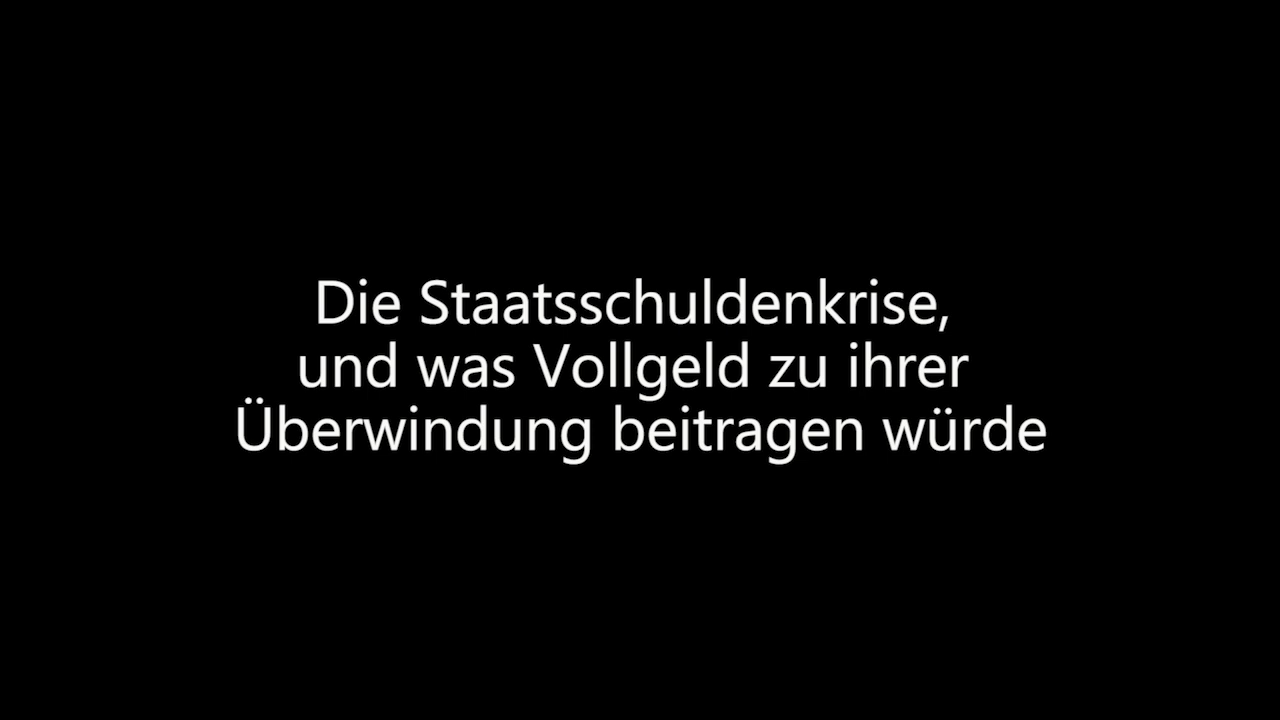 Die Staatsschuldenkrise,
und was Vollgeld zu ihrer
Überwindung beitragen würde